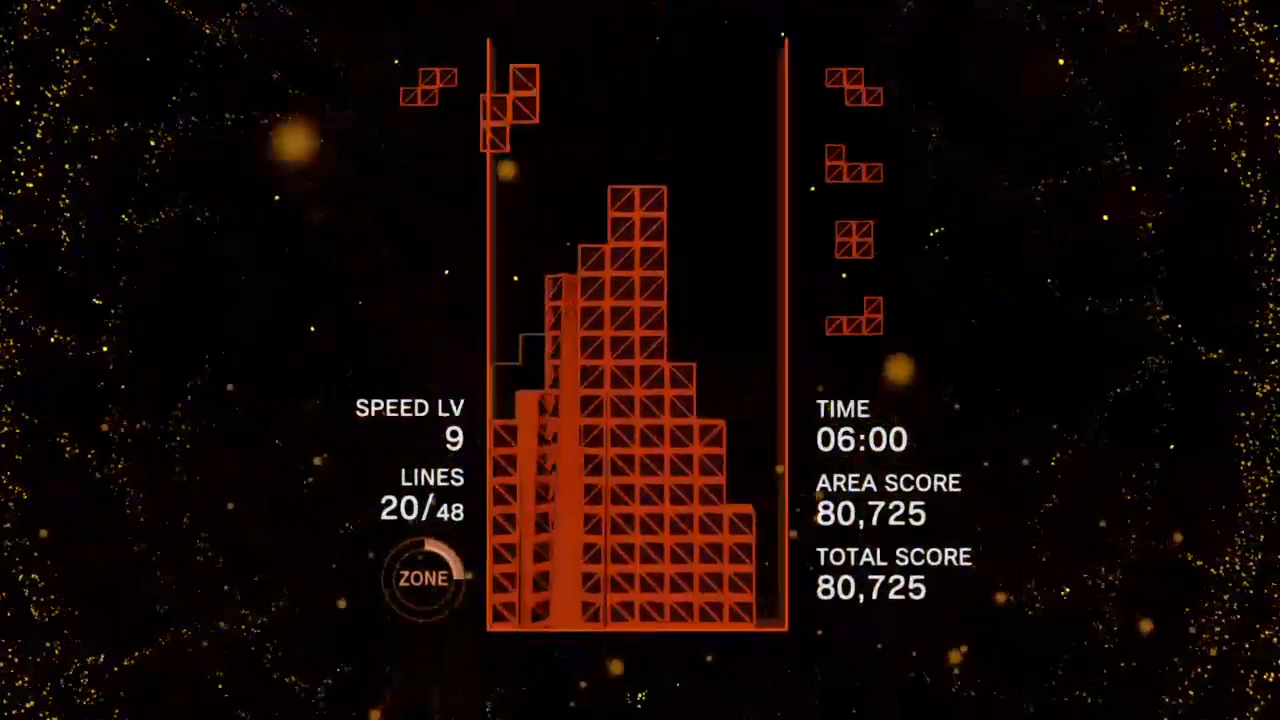 SPEED LV
9
LINES
20/48
ZONE
TIME
06:00
AREA SCORE
80,725
TOTAL SCORE
80,725